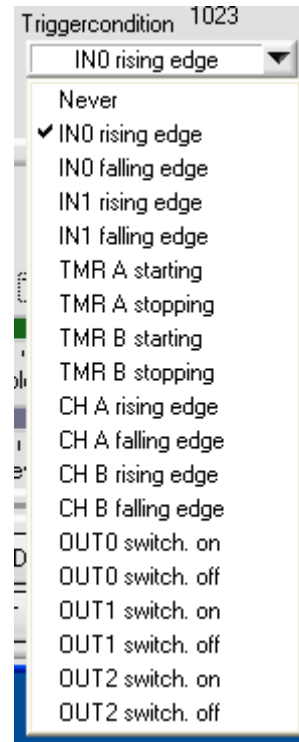 Triggercondition 1023
IN0 rising edge
Never
IN0 rising edge
IN0 falling edge
IN1 rising edge
IN1 falling edge
TMR A starting
TMR A stopping
TMR B starting
TMR B stopping
CH A rising edge
CH A falling edge
CH B rising edge
CH B falling edge
OUT0 switch. on
OUT0 switch. off
OUT1 switch. on
OUT1 switch. off
OUT2 switch. on
OUT2 switch. off